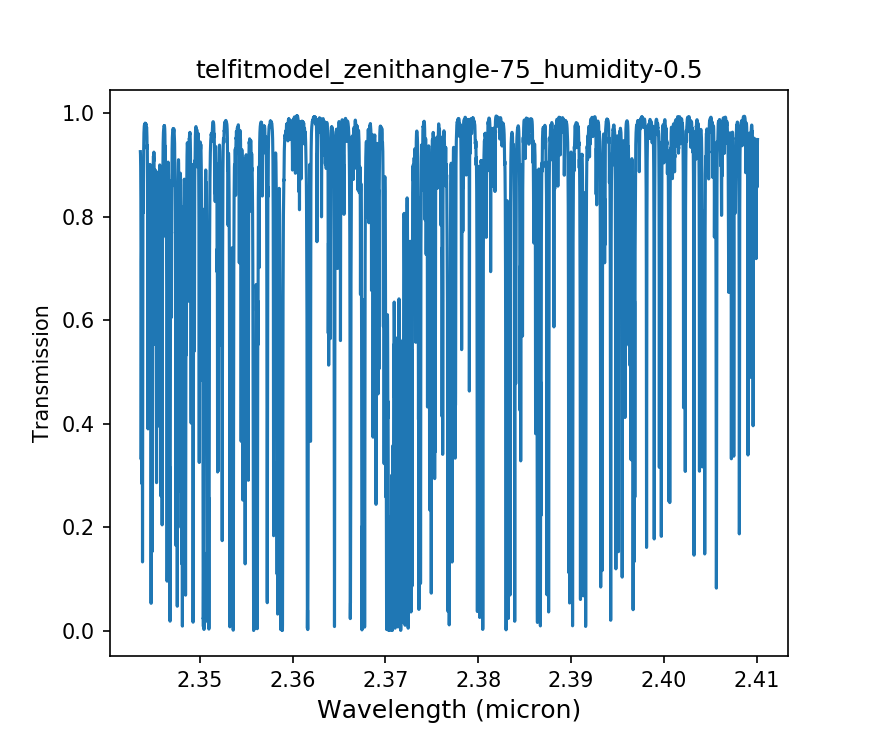 telfitmodel_zenithangle-75_humidity-0.5
1.0
0.8
0.6
0.4
0.2
0.0
Transmission
2.35 2.36 2.37 2.38 2.39 2.40 2.41
Wavelength (micron)